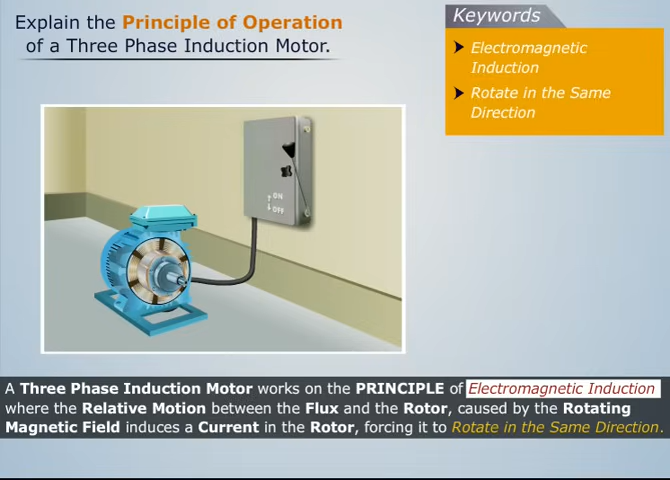 Explain the Principle of Operation
of a Three Phase Induction Motor.
Keywords
Electromagnetic
Induction
Rotate in the Same
Direction
ON
OFF
A Three Phase Induction Motor works on the PRINCIPLE of Electromagnetic Induction
where the Relative Motion between the Flux and the Rotor, caused by the Rotating
Magnetic Field induces a Current in the Rotor, forcing it to Rotate in the Same Direction.